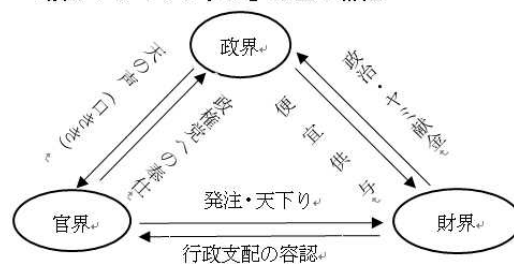 政界
天の声（口きき）
政権党への奉仕
便宜供与
政治・ヤミ献金
官界
発注・天下り
財界
行政支配の容認